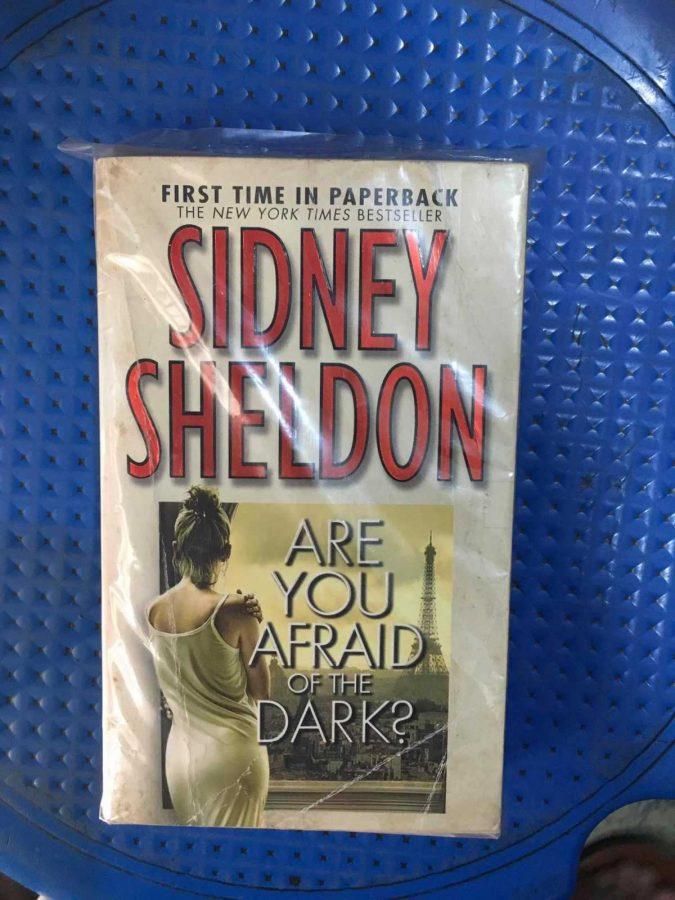 FIRST TIME IN PAPERBACK
THE NEW YORK TIMES BESTSELLER
SIDNEY
SHELDON
ARE
YOU
AFRAID
OF THE
DARK?